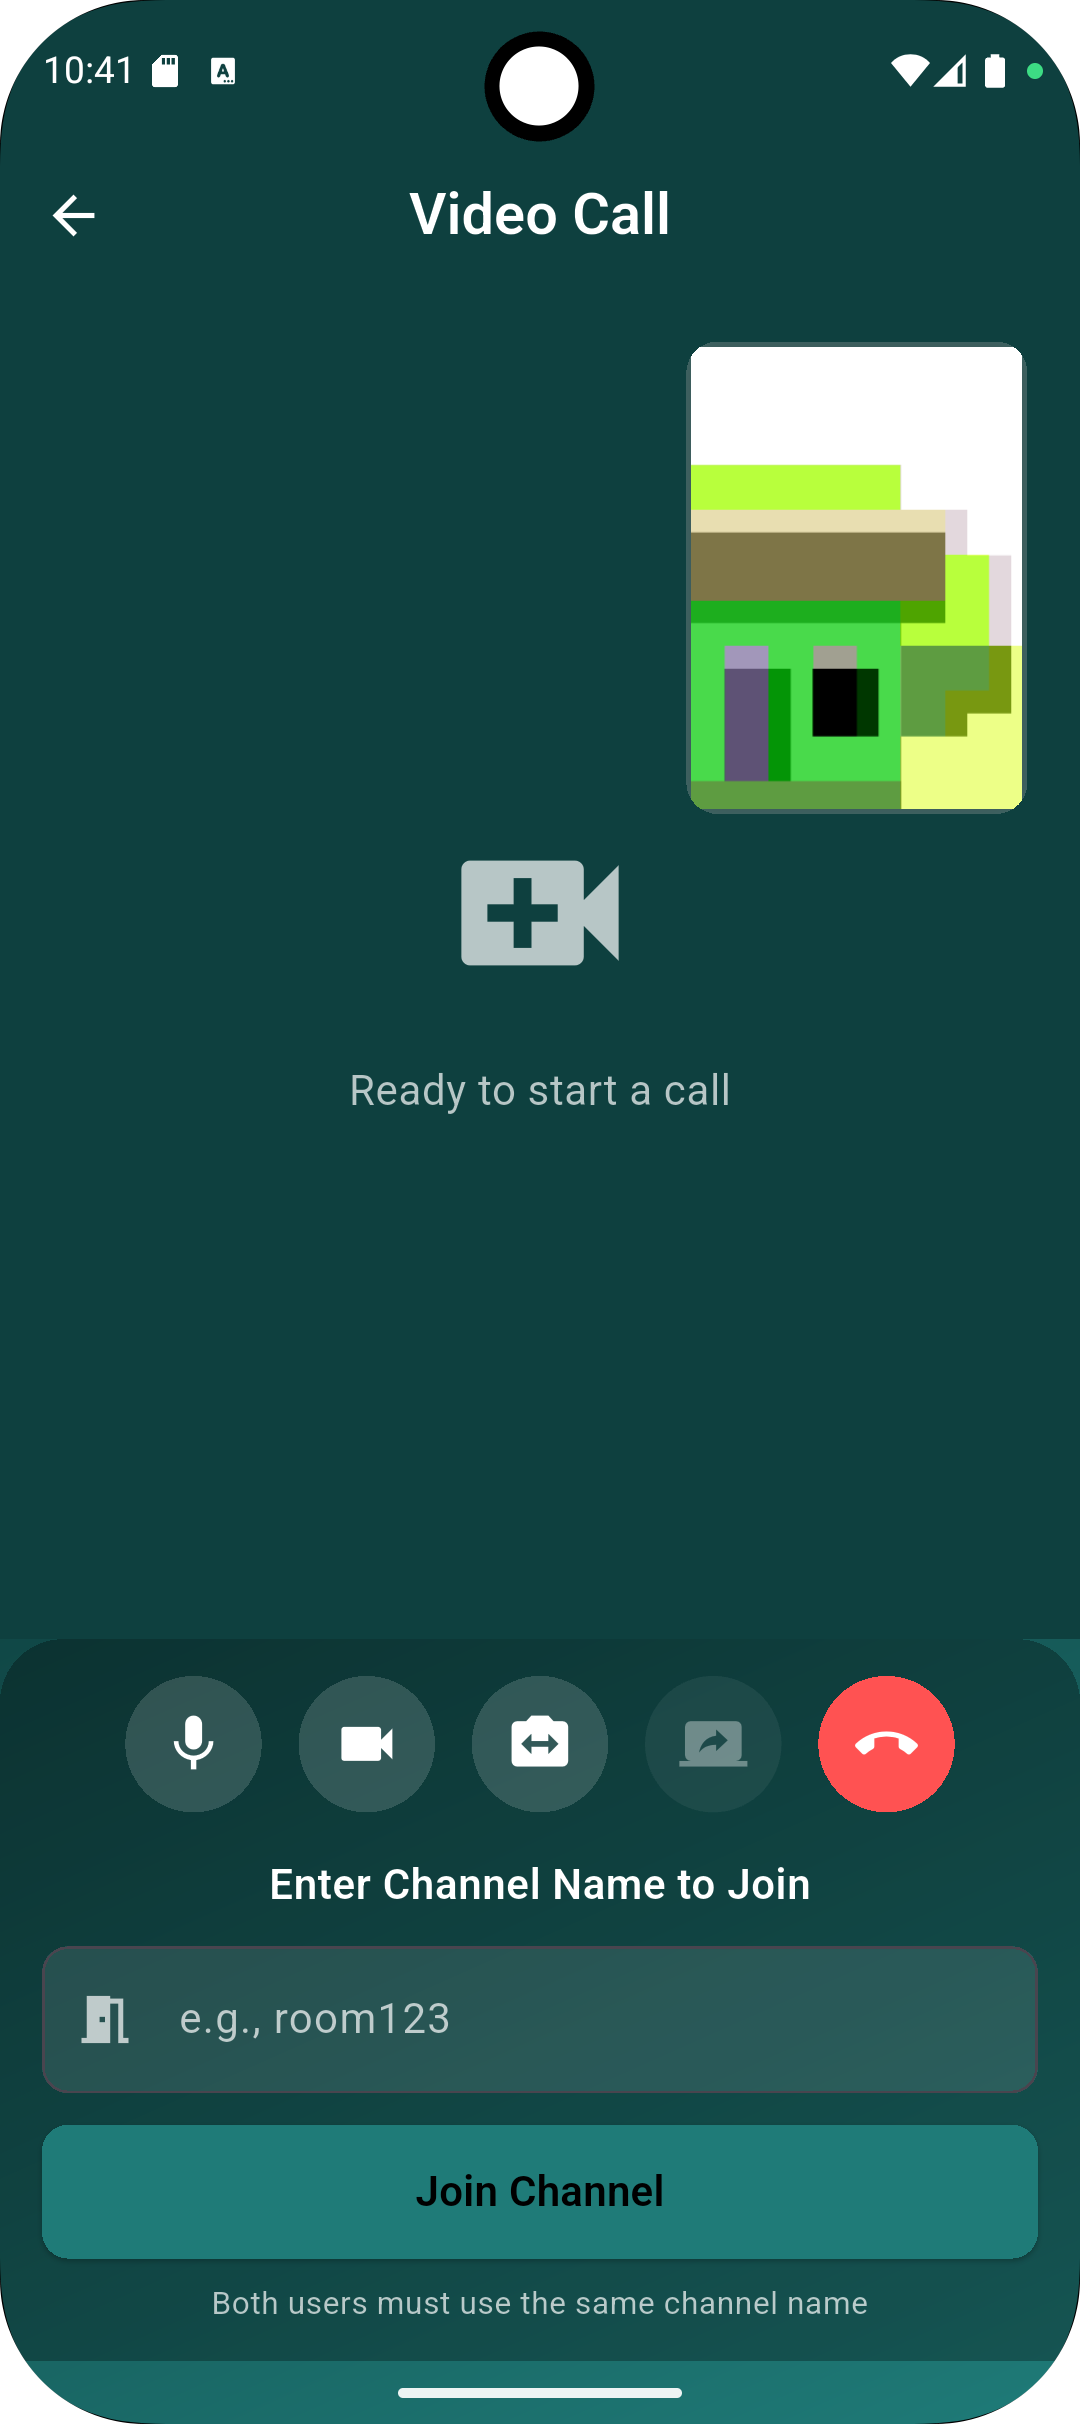 10:41
Video Call
Ready to start a call
Enter Channel Name to Join
e.g., room123
Join Channel
Both users must use the same channel name